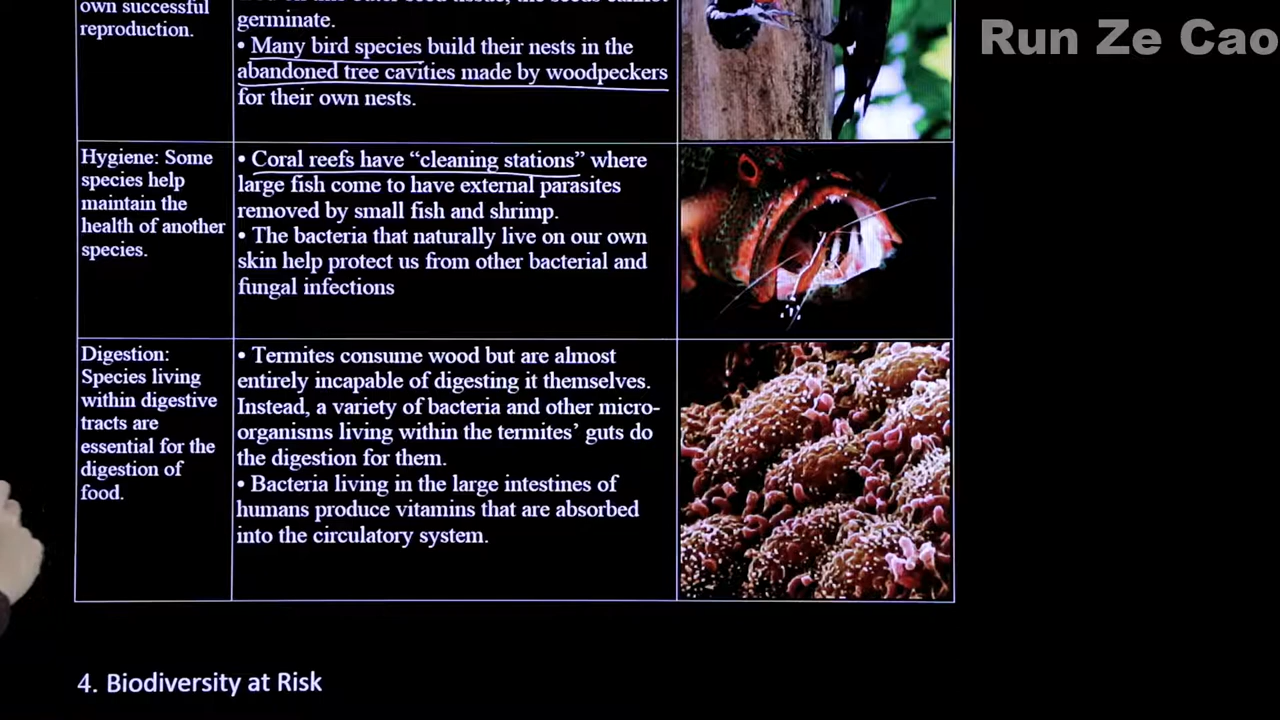 own successful
reproduction.
germinate.
• Many bird species build their nests in the
abandoned tree cavities made by woodpeckers
for their own nests.
Run Ze Cao
Hygiene: Some
species help
maintain the
health of another
species.
• Coral reefs have “cleaning stations” where
large fish come to have external parasites
removed by small fish and shrimp.
• The bacteria that naturally live on our own
skin help protect us from other bacterial and
fungal infections
Digestion:
Species living
within digestive
tracts are
essential for the
digestion of
food.
• Termites consume wood but are almost
entirely incapable of digesting it themselves.
Instead, a variety of bacteria and other micro-
organisms living within the termites’ guts do
the digestion for them.
• Bacteria living in the large intestines of
humans produce vitamins that are absorbed
into the circulatory system.
4. Biodiversity at Risk